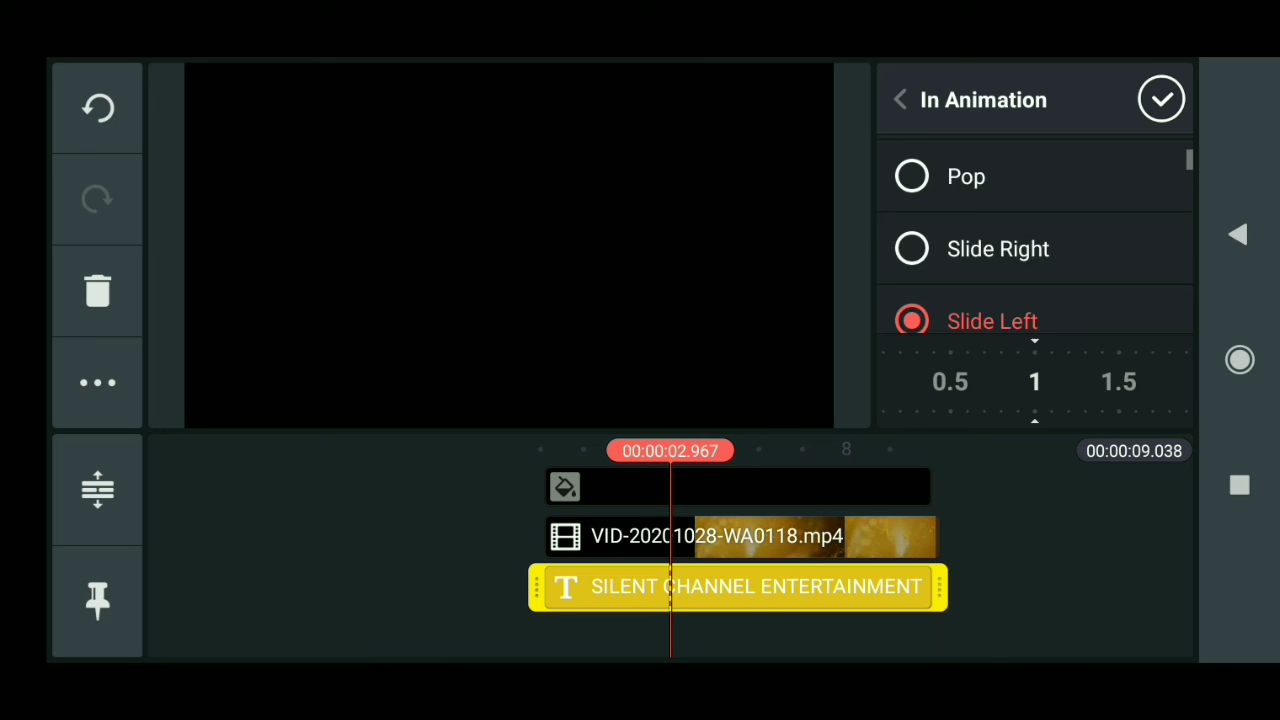 In Animation
Pop
Slide Right
Slide Left
0.5 1 1.5
00:00:02.967 8 00:00:09.038
VID-20201028-WA0118.mp4
T SILENT CHANNEL ENTERTAINMENT